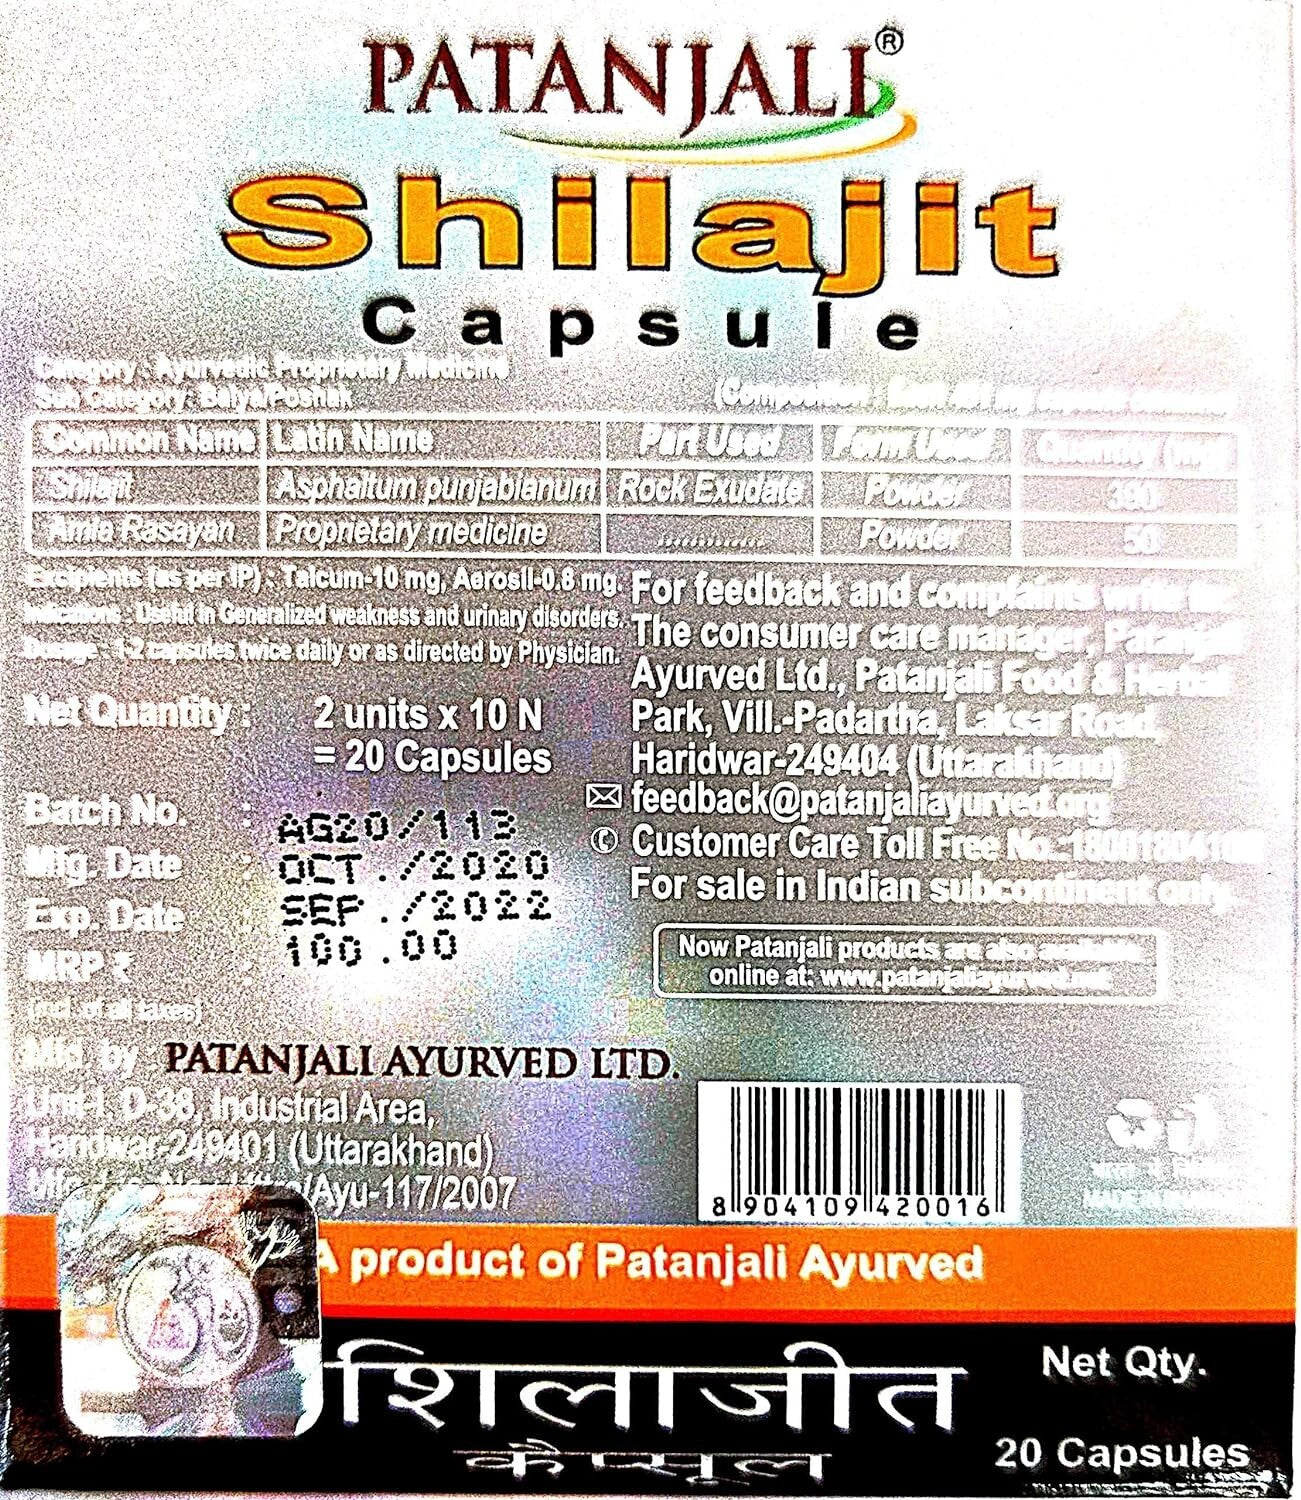 PATANJALI®
Shilajit
Capsule
Category : Ayurvedic Proprietary Medicine
Sub Category: Balya/Poshak
(Composition : Each
Common Name Latin Name Part Used Form Used Quantity (mg)
Shilajit Asphaltum punjabianum Rock Exudate Powder 390
Amla Rasayan Proprietary medicine ............. Powder 50
Excipients (as per IP) : Talcum-10 mg, Aerosil-0.8 mg.
Indications : Useful in Generalized weakness and urinary disorders.
Dosage : 1-2 capsules twice daily or as directed by Physician.
Net Quantity : 2 units x 10 N
= 20 Capsules
Batch No. : AG20/113
Mfg. Date : OCT./2020
Exp. Date : SEP./2022
MRP ₹ : 100.00
(incl. of all taxes)
For feedback and complaints write
The consumer care manager, Patanjali
Ayurved Ltd., Patanjali Food & Herbal
Park, Vill.-Padartha, Laksar Road,
Haridwar-249404 (Uttarakhand)
feedback@patanjaliayurved.org
Customer Care Toll Free No.
For sale in Indian subcontinent only.
Now Patanjali products are also available
online at: www.patanjaliayurved.net
Mfd. by PATANJALI AYURVED LTD.
Unit-I, D-38, Industrial Area,
Haridwar-249401 (Uttarakhand)
/Ayu-117/2007
8 904109 420016
A product of Patanjali Ayurved
शिलाजीत
कैप्सूल
Net Qty.
20 Capsules